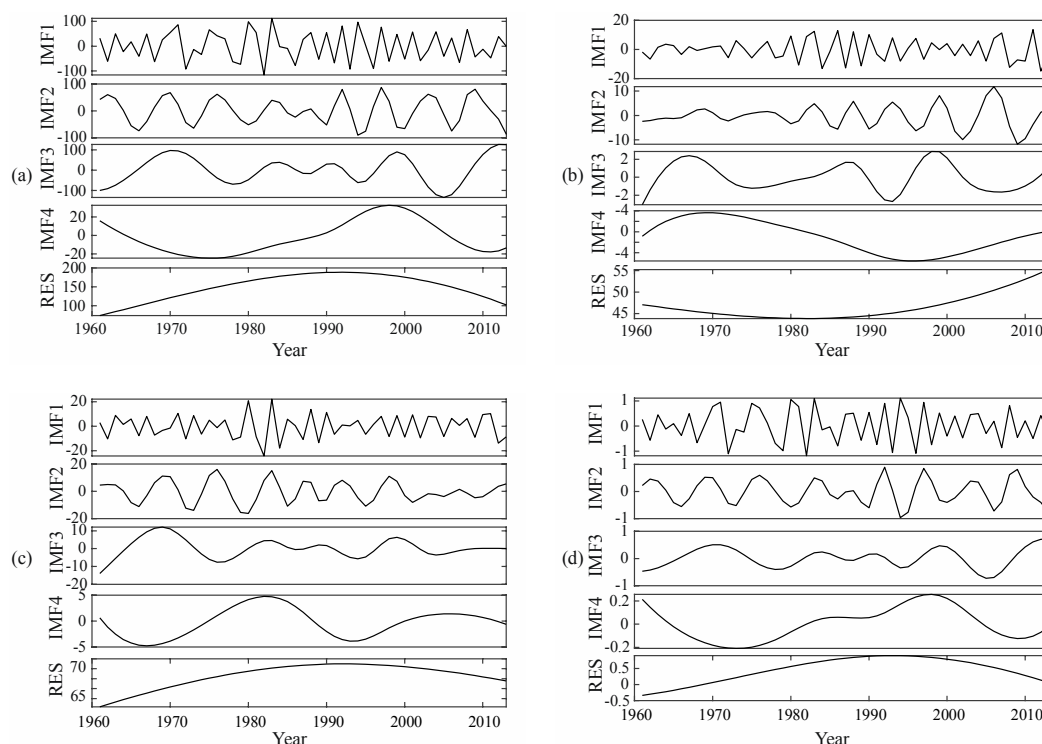 (a)
IMF1
100
0
-100
IMF2
100
0
-100
IMF3
100
0
-100
IMF4
20
0
-20
RES
200
150
100
1960 1970 1980 1990 2000 2010
Year
(b)
IMF1
20
0
-20
IMF2
10
0
-10
IMF3
2
0
-2
IMF4
-4
0
-4
RES
55
50
45
1960 1970 1980 1990 2000 2010
Year
(c)
IMF1
20
0
-20
IMF2
20
0
-20
IMF3
10
0
-10
-20
IMF4
5
0
-5
RES
70
65
1960 1970 1980 1990 2000 2010
Year
(d)
IMF1
1
0
-1
IMF2
1
0
-1
IMF3
1
0
-1
IMF4
0.2
0
-0.2
RES
0.5
0
-0.5
1960 1970 1980 1990 2000 2010
Year